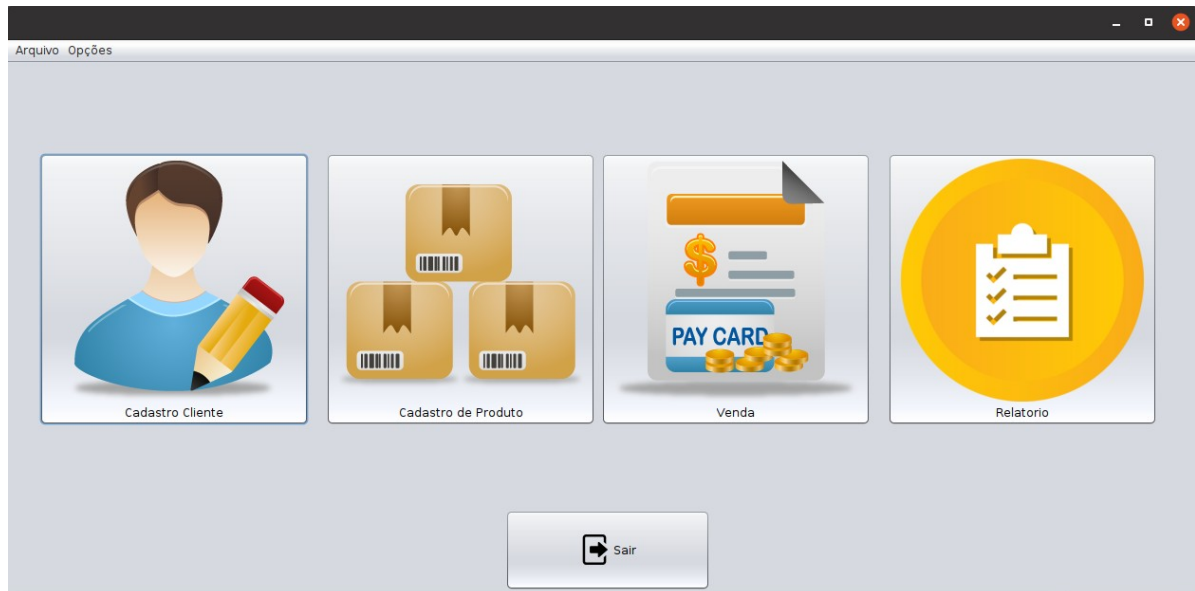 Arquivo Opções
PAY CARD
Cadastro Cliente
Cadastro de Produto
Venda
Relatorio
Sair